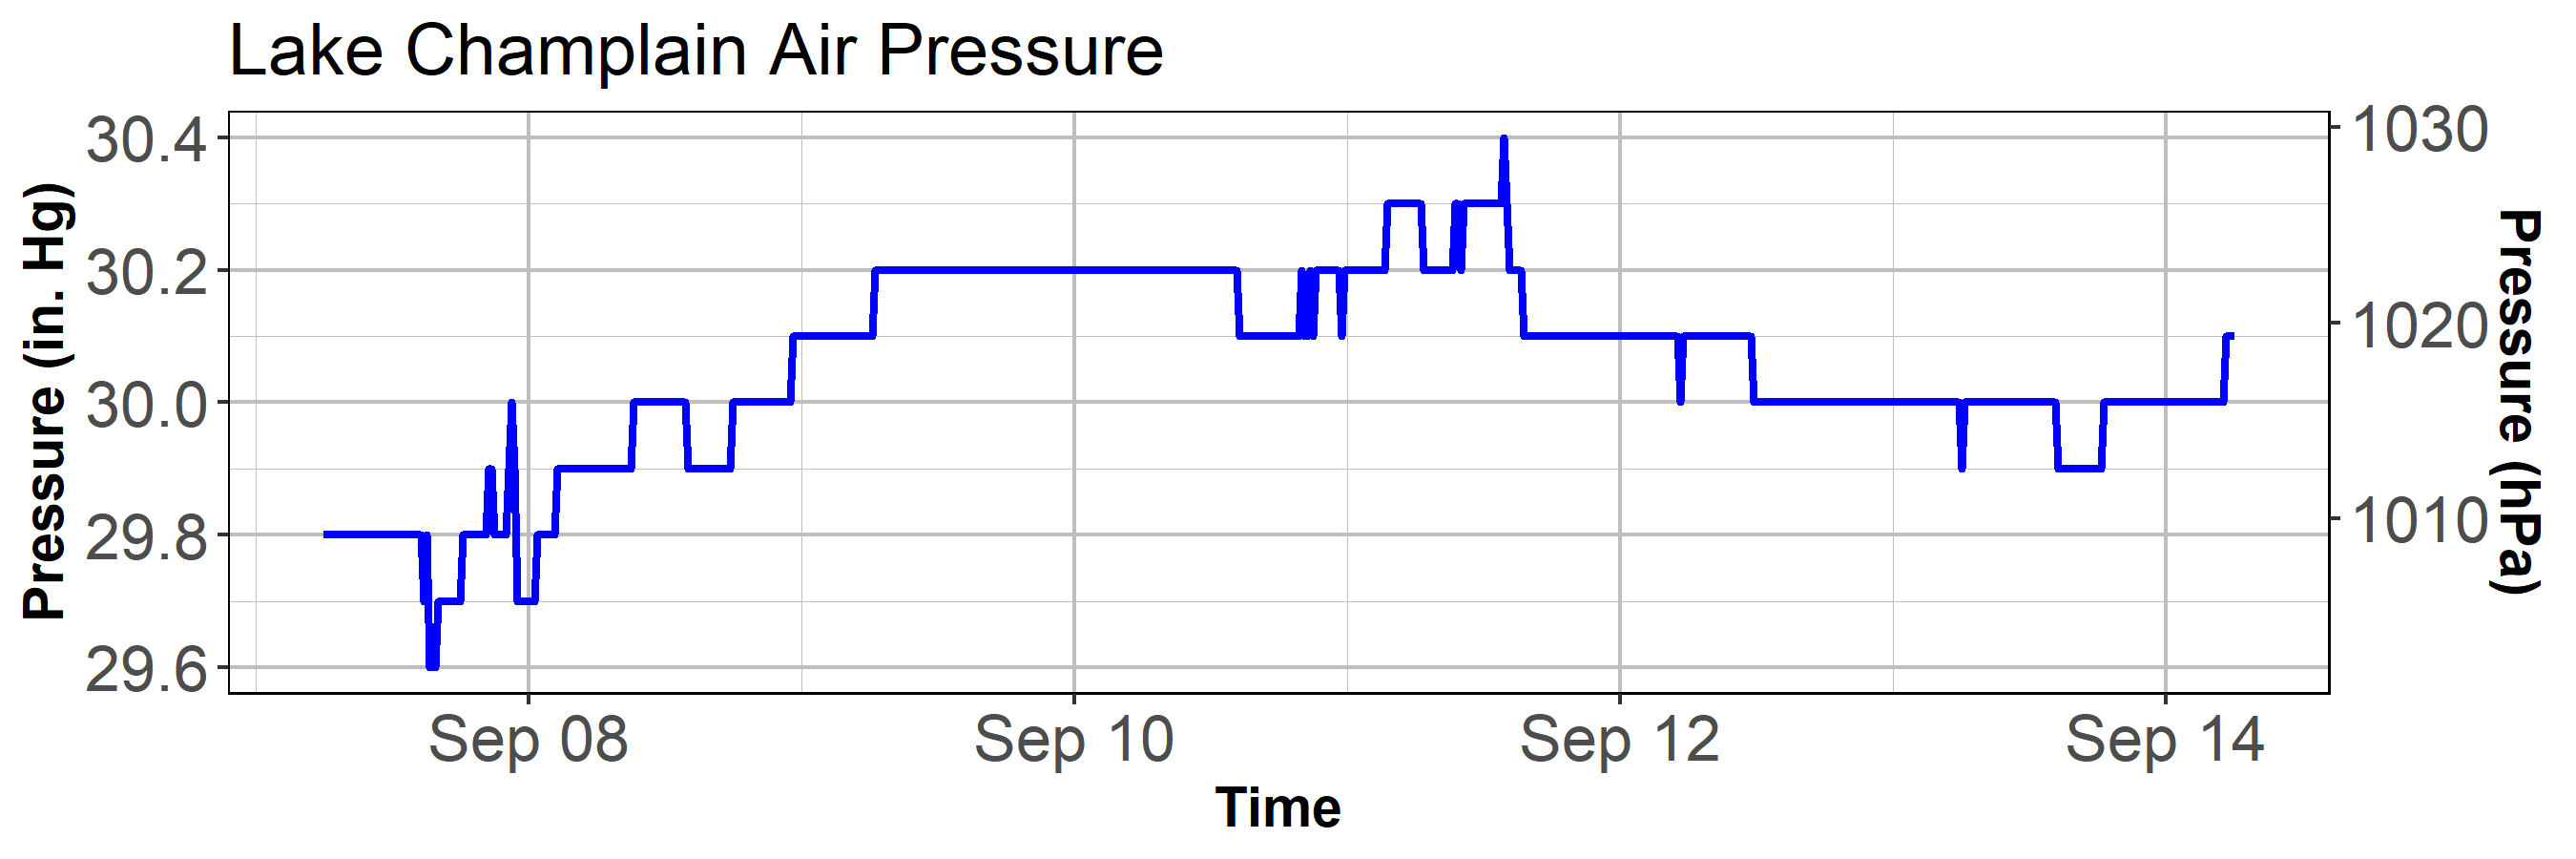 Lake Champlain Air Pressure
30.4
30.2
30.0
29.8
29.6
Pressure (in. Hg)
1030
1020
1010
Pressure (hPa)
Sep 08
Sep 10
Sep 12
Sep 14
Time